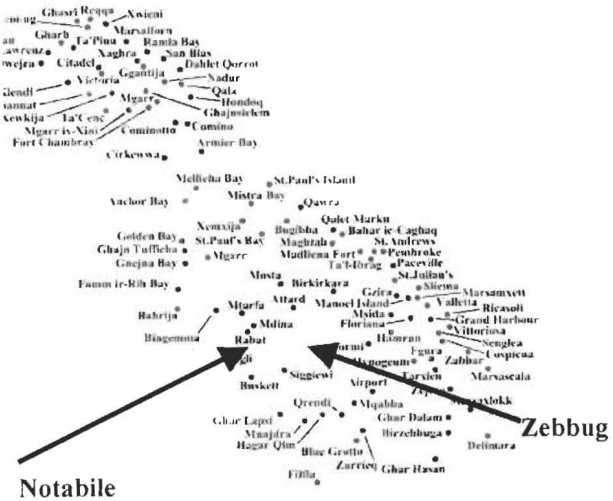 Ghasri Reqqa Xwieni
Gharb Marsalforn
Ta'Pinu Ramla Bay
Xaghra San Blas
Citadel Dahlet Qorrot
Ggantija
Victoria Nadur
Qala
Mgarr Hondoq
Ta'Cenc Ghajnsielem
Mgarr ix-Xini Cominotto Comino
Fort Chambray
Cirkewwa Armier Bay
Mellieha Bay St.Paul's Island
Mistra Bay
Anchor Bay Qawra
Xemxija Qalet Marku
Bugibba Bahar ic-Caghaq
Golden Bay St.Paul's Bay Maghtab St.Andrews
Ghajn Tuffieha Madliena Fort Pembroke
Gnejna Bay Mgarr Ta'l-Ibrag Paceville
St.Julian's
Mosta
Fomm ir-Rih Bay Birkirkara Gzira Sliema
Marsamxett
Mtarfa Attard Manoel Island Valletta
Bahrija Ricasoli
Mdina Msida Grand Harbour
Floriana Vittoriosa
Bingemma Rabat Hamrun Senglea
Cospicua
Fgura Zabbar
Tarxien
Buskett Siggiewi Marsascala
Airport
Qrendi Mqabba
Ghar Lapsi Ghar Dalam
Mnajdra Birzebbuga
Hagar Qim Zebbug
Blue Grotto Delimara
Zurrieq Ghar Hasan
Filfla
Notabile